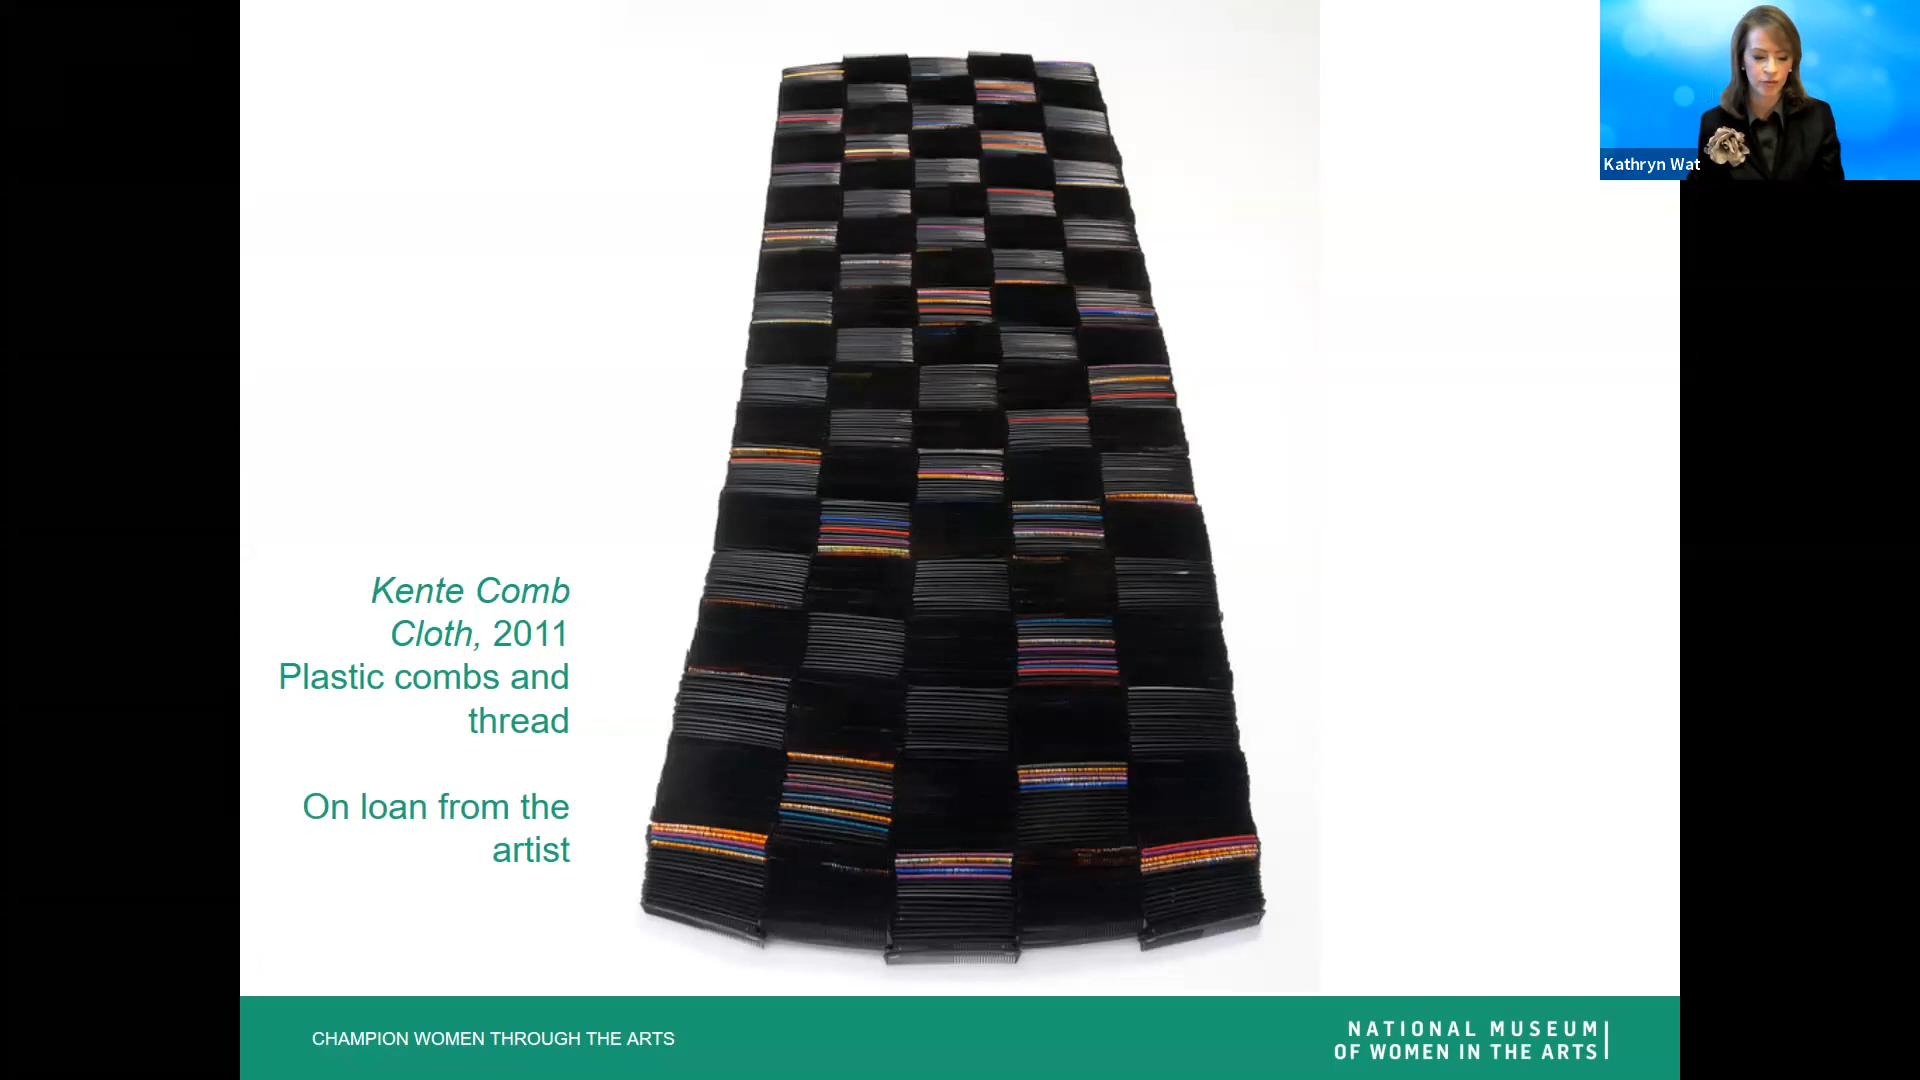 Kathryn Wat
Kente Comb
Cloth, 2011
Plastic combs and
thread
On loan from the
artist
CHAMPION WOMEN THROUGH THE ARTS
NATIONAL MUSEUM
OF WOMEN IN THE ARTS